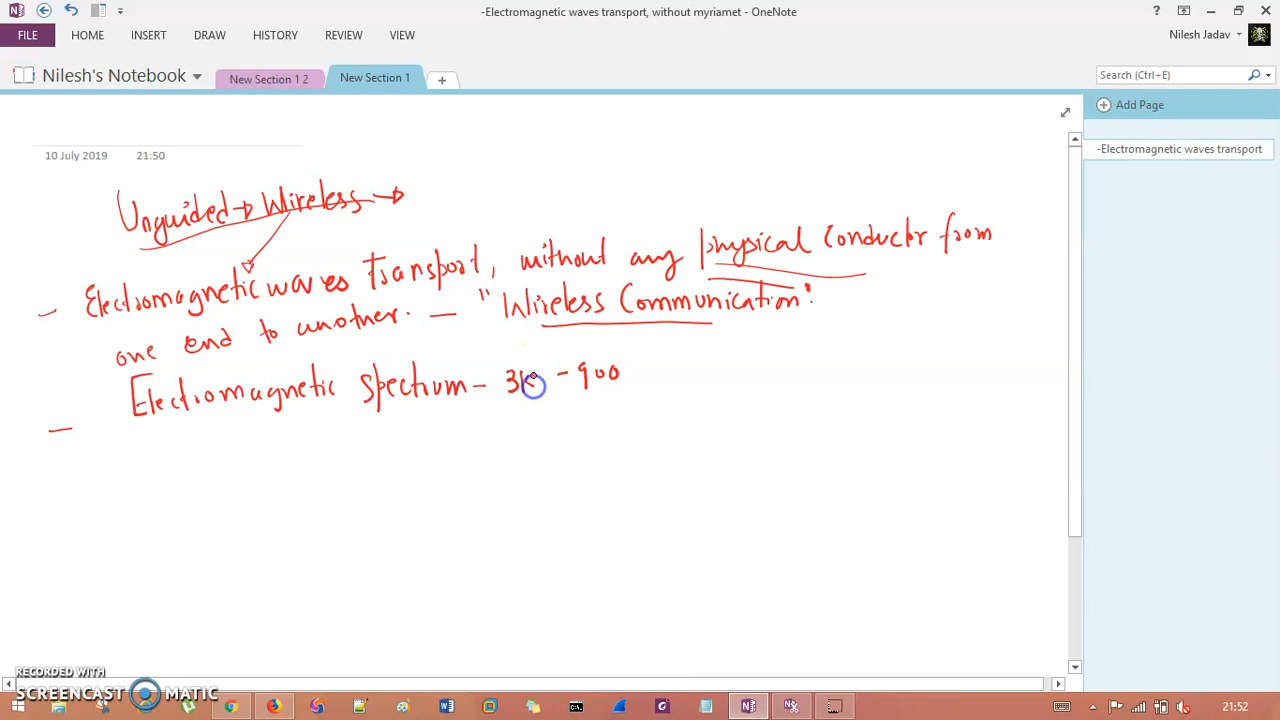 -Electromagnetic waves transport, without myriamet - OneNote
FILE HOME INSERT DRAW HISTORY REVIEW VIEW
Nilesh Jadav
Nilesh's Notebook
New Section 1 2
New Section 1
Search (Ctrl+E)
Add Page
-Electromagnetic waves transport
10 July 2019 21:50
Unguided → Wireless →
- Electromagnetic waves transport, without any physical conductor from
one end to another. - "Wireless Communication"
Electromagnetic Spectrum - 3K - 900
-
RECORDED WITH
SCREENCAST MATIC
21:52